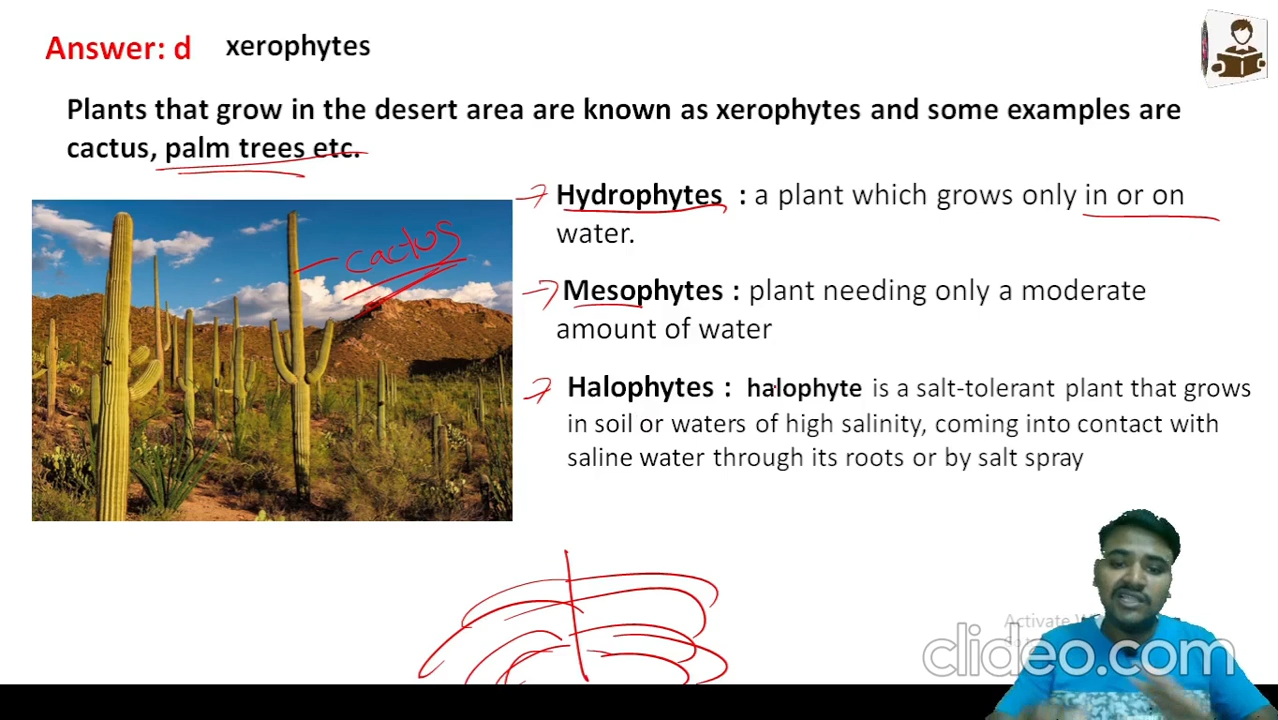 Answer: d xerophytes
Plants that grow in the desert area are known as xerophytes and some examples are
cactus, palm trees etc.
cactus
Hydrophytes : a plant which grows only in or on
water.
Mesophytes : plant needing only a moderate
amount of water
Halophytes : halophyte is a salt-tolerant plant that grows
in soil or waters of high salinity, coming into contact with
saline water through its roots or by salt spray
Activate
clideo.com